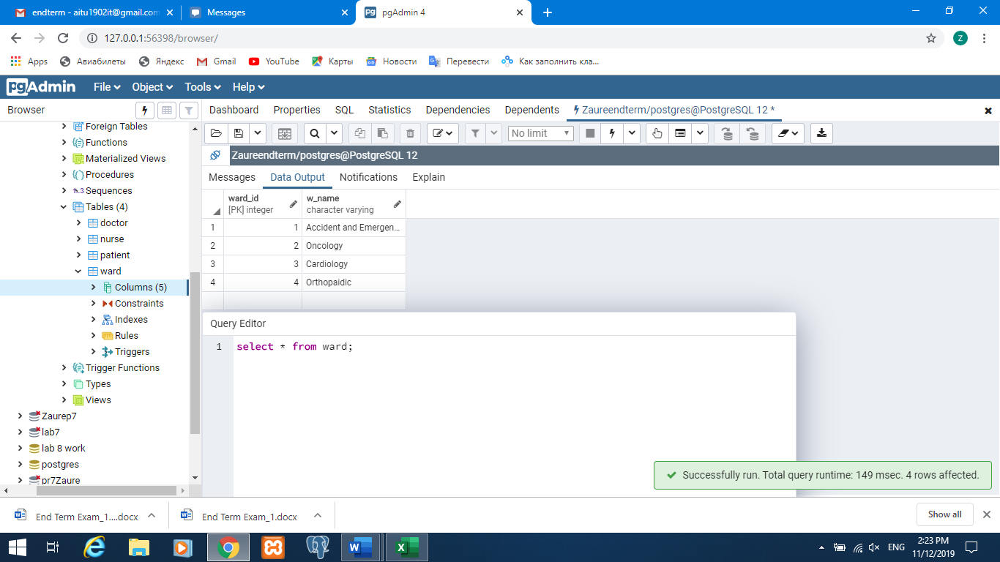 endterm - aitu1902it@gmail.com
Messages
pgAdmin 4
127.0.0.1:56398/browser/
Z
Apps
Авиабилеты
Яндекс
Gmail
YouTube
Карты
Новости
Перевести
Как заполнить кла...
pgAdmin
File
Object
Tools
Help
Browser
Dashboard
Properties
SQL
Statistics
Dependencies
Dependents
Zaureendterm/postgres@PostgreSQL 12 *
Foreign Tables
Functions
Materialized Views
Procedures
1..3 Sequences
Tables (4)
doctor
nurse
patient
ward
Columns (5)
Constraints
Indexes
Rules
Triggers
Trigger Functions
Types
Views
Zaurep7
lab7
lab 8 work
postgres
pr7Zaure
No limit
Zaureendterm/postgres@PostgreSQL 12
Messages
Data Output
Notifications
Explain
ward_id
[PK] integer
w_name
character varying
1 1 Accident and Emergen...
2 2 Oncology
3 3 Cardiology
4 4 Orthopaidic
Query Editor
1 select * from ward;
Successfully run. Total query runtime: 149 msec. 4 rows affected.
End Term Exam_1....docx
End Term Exam_1.docx
Show all
ENG
2:23 PM
11/12/2019